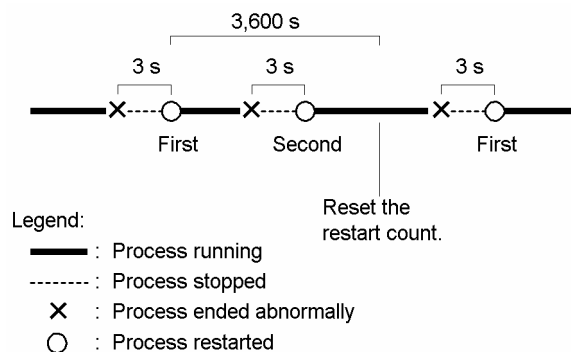 3,600 s
3 s 3 s 3 s
First Second First
Reset the
restart count.
Legend:
: Process running
: Process stopped
: Process ended abnormally
: Process restarted